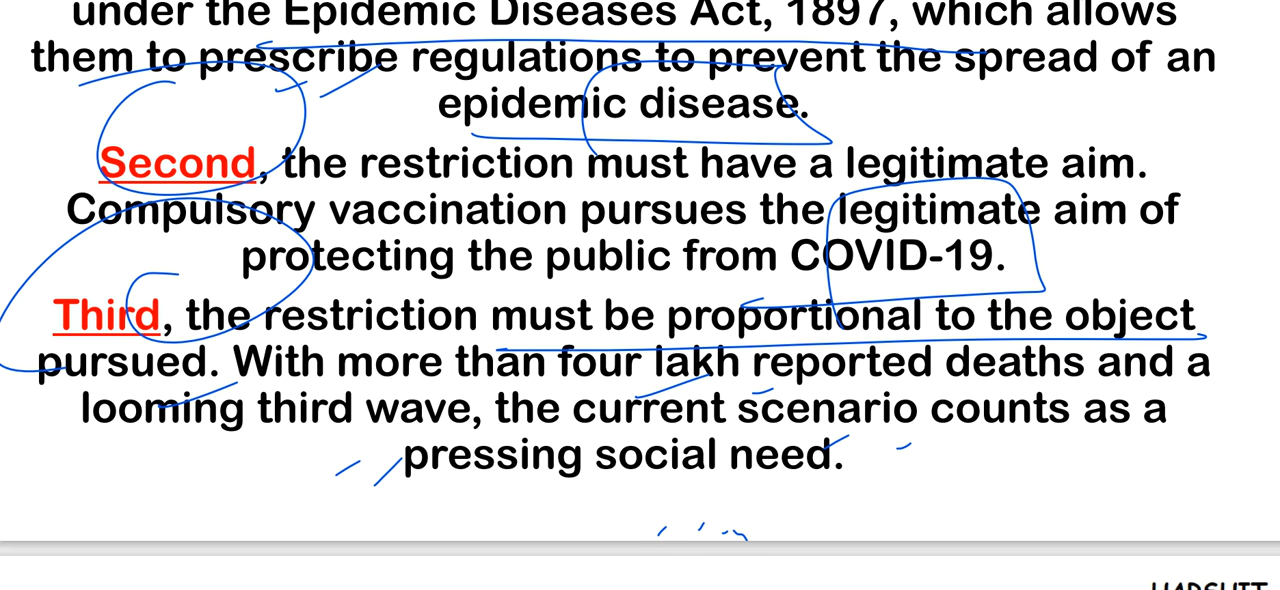 under the Epidemic Diseases Act, 1897, which allows
them to prescribe regulations to prevent the spread of an
epidemic disease.
Second, the restriction must have a legitimate aim.
Compulsory vaccination pursues the legitimate aim of
protecting the public from COVID-19.
Third, the restriction must be proportional to the object
pursued. With more than four lakh reported deaths and a
looming third wave, the current scenario counts as a
pressing social need.